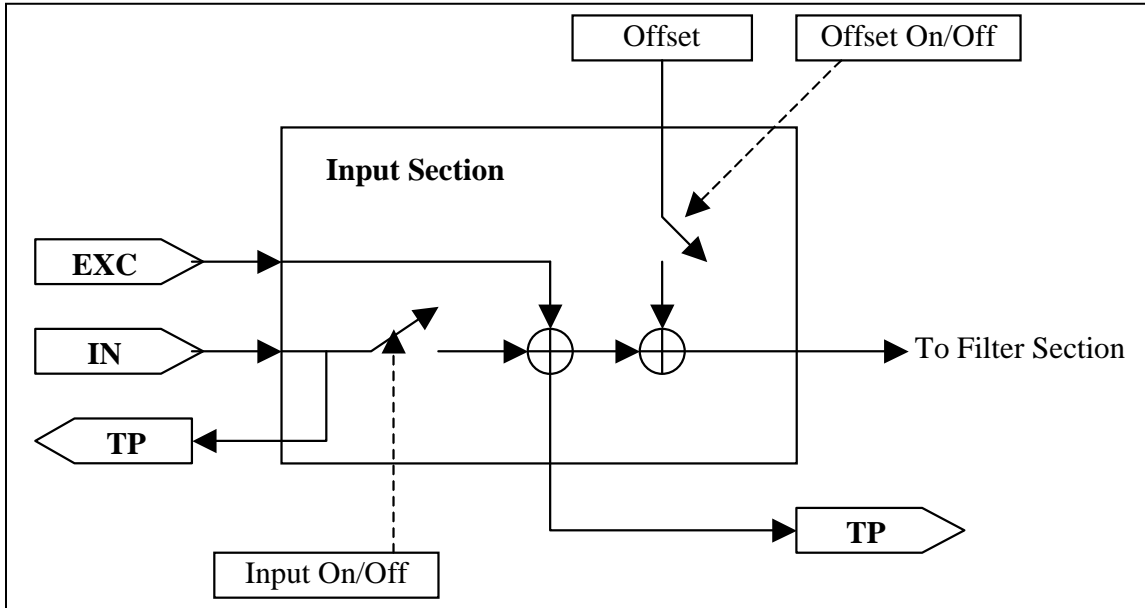 Offset
Offset On/Off
Input Section
EXC
IN
To Filter Section
TP
TP
Input On/Off